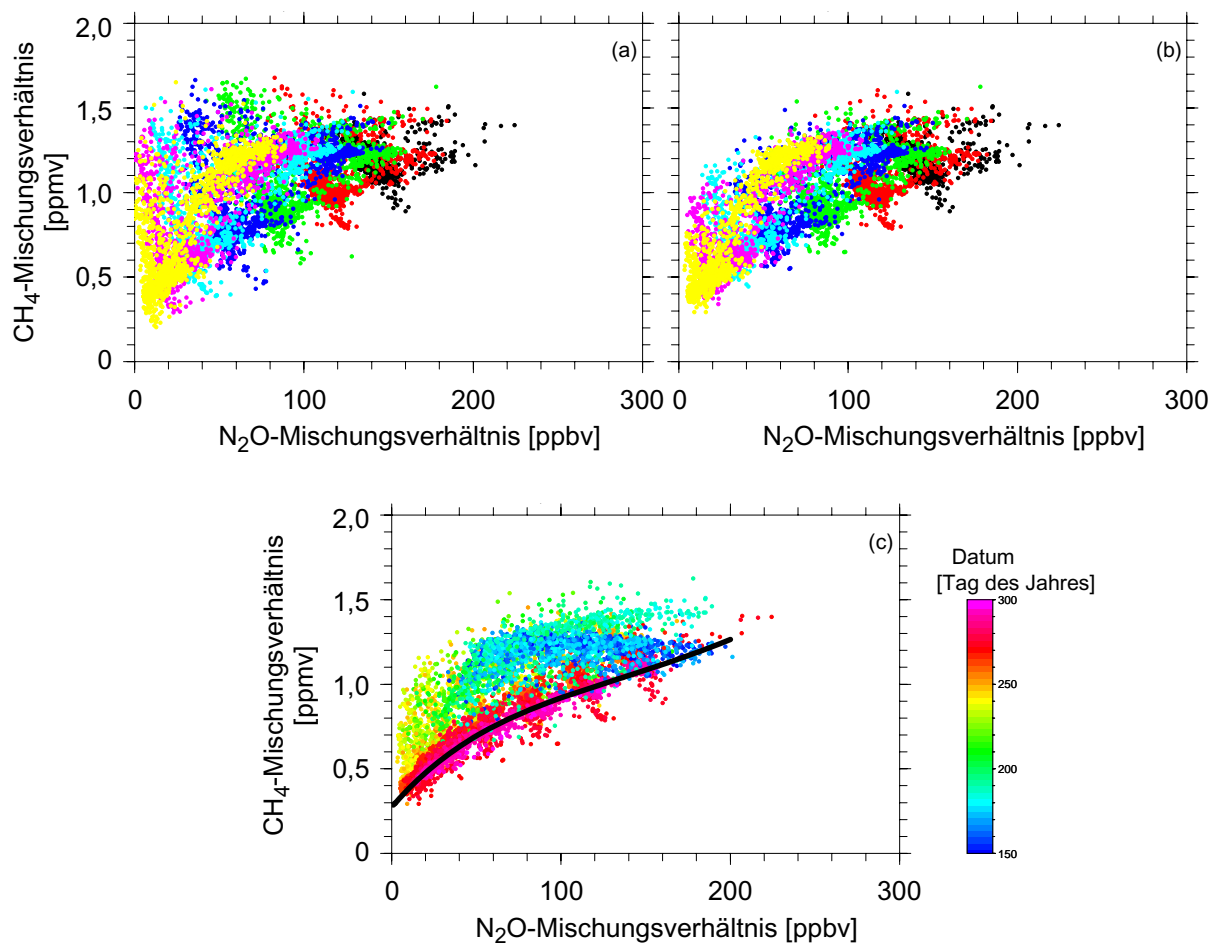 2,0
1,5
1,0
0,5
0
CH4-Mischungsverhältnis
[ppmv]
(a)
0 100 200 300
N2O-Mischungsverhältnis [ppbv]
(b)
0 100 200 300
N2O-Mischungsverhältnis [ppbv]
2,0
1,5
1,0
0,5
0
CH4-Mischungsverhältnis
[ppmv]
(c)
0 100 200 300
N2O-Mischungsverhältnis [ppbv]
Datum
[Tag des Jahres]
300
250
200
150